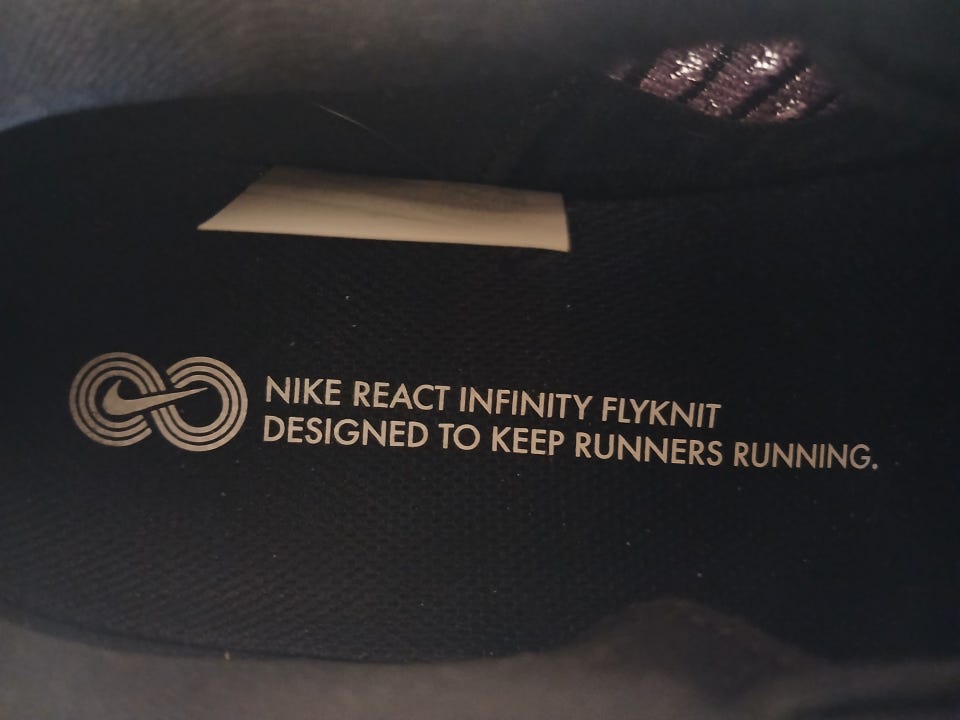 NIKE REACT INFINITY FLYKNIT
DESIGNED TO KEEP RUNNERS RUNNING.